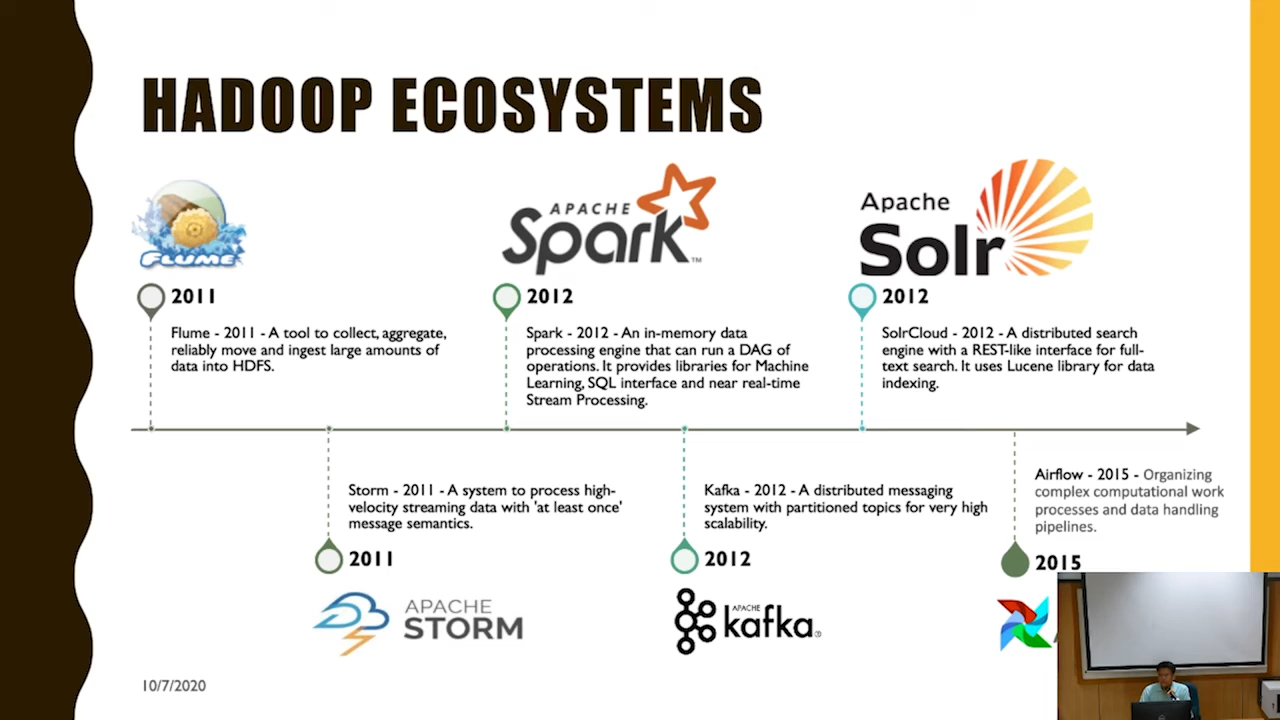 HADOOP ECOSYSTEMS
FLUME
APACHE
Spark™
Apache
Solr
2011
Flume - 2011 - A tool to collect, aggregate,
reliably move and ingest large amounts of
data into HDFS.
2012
Spark - 2012 - An in-memory data
processing engine that can run a DAG of
operations. It provides libraries for Machine
Learning, SQL interface and near real-time
Stream Processing.
2012
SolrCloud - 2012 - A distributed search
engine with a REST-like interface for full-
text search. It uses Lucene library for data
indexing.
Storm - 2011 - A system to process high-
velocity streaming data with 'at least once'
message semantics.
2011
APACHE
STORM
Kafka - 2012 - A distributed messaging
system with partitioned topics for very high
scalability.
2012
APACHE
kafka
Airflow - 2015 - Organizing
complex computational work
processes and data handling
pipelines.
2015
10/7/2020